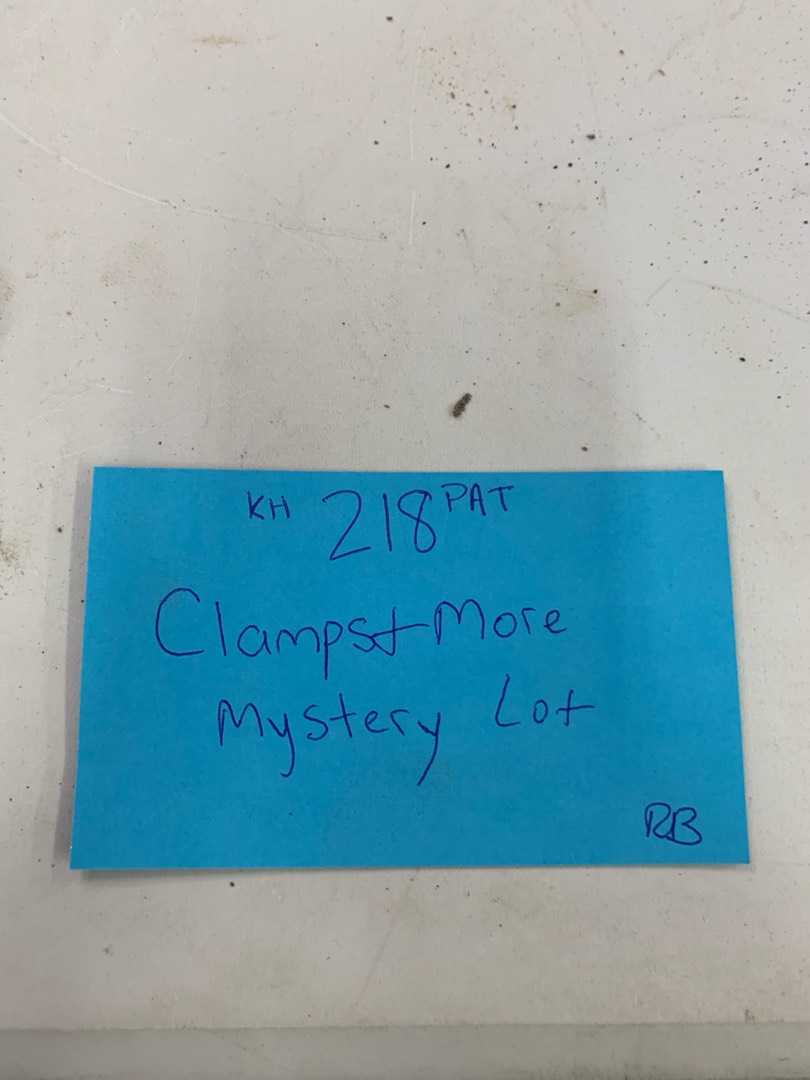 KH 218 PAT
Clamps + More
Mystery Lot
RB